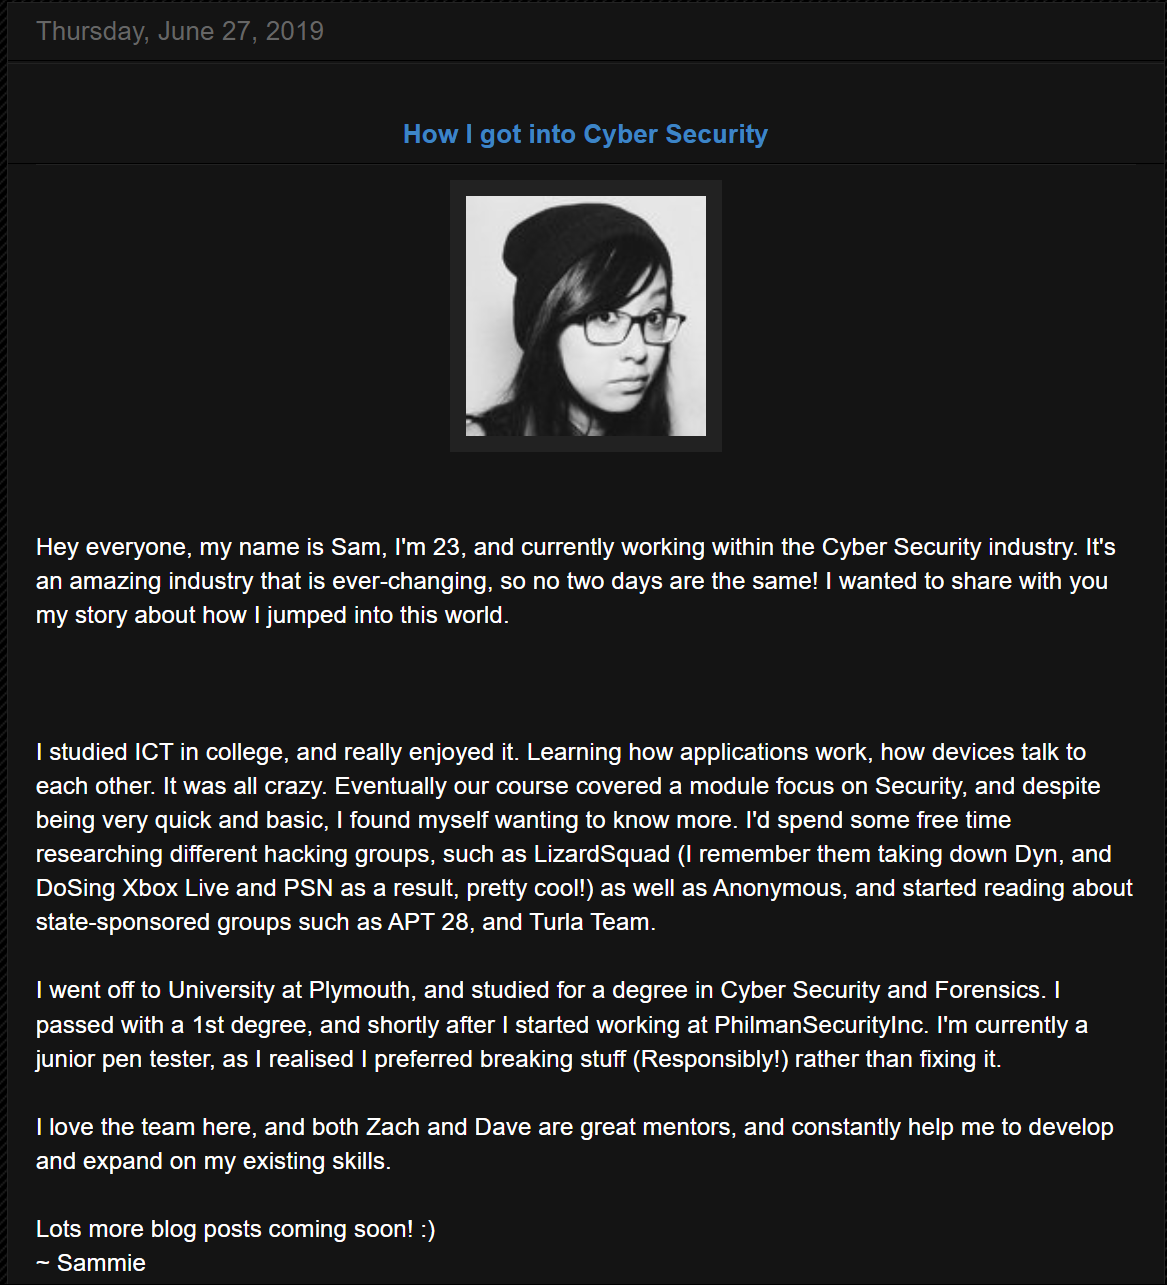 Thursday, June 27, 2019
How I got into Cyber Security
Hey everyone, my name is Sam, I'm 23, and currently working within the Cyber Security industry. It's
an amazing industry that is ever-changing, so no two days are the same! I wanted to share with you
my story about how I jumped into this world.
I studied ICT in college, and really enjoyed it. Learning how applications work, how devices talk to
each other. It was all crazy. Eventually our course covered a module focus on Security, and despite
being very quick and basic, I found myself wanting to know more. I'd spend some free time
researching different hacking groups, such as LizardSquad (I remember them taking down Dyn, and
DoSing Xbox Live and PSN as a result, pretty cool!) as well as Anonymous, and started reading about
state-sponsored groups such as APT 28, and Turla Team.
I went off to University at Plymouth, and studied for a degree in Cyber Security and Forensics. I
passed with a 1st degree, and shortly after I started working at PhilmanSecurityInc. I'm currently a
junior pen tester, as I realised I preferred breaking stuff (Responsibly!) rather than fixing it.
I love the team here, and both Zach and Dave are great mentors, and constantly help me to develop
and expand on my existing skills.
Lots more blog posts coming soon! :)
~ Sammie